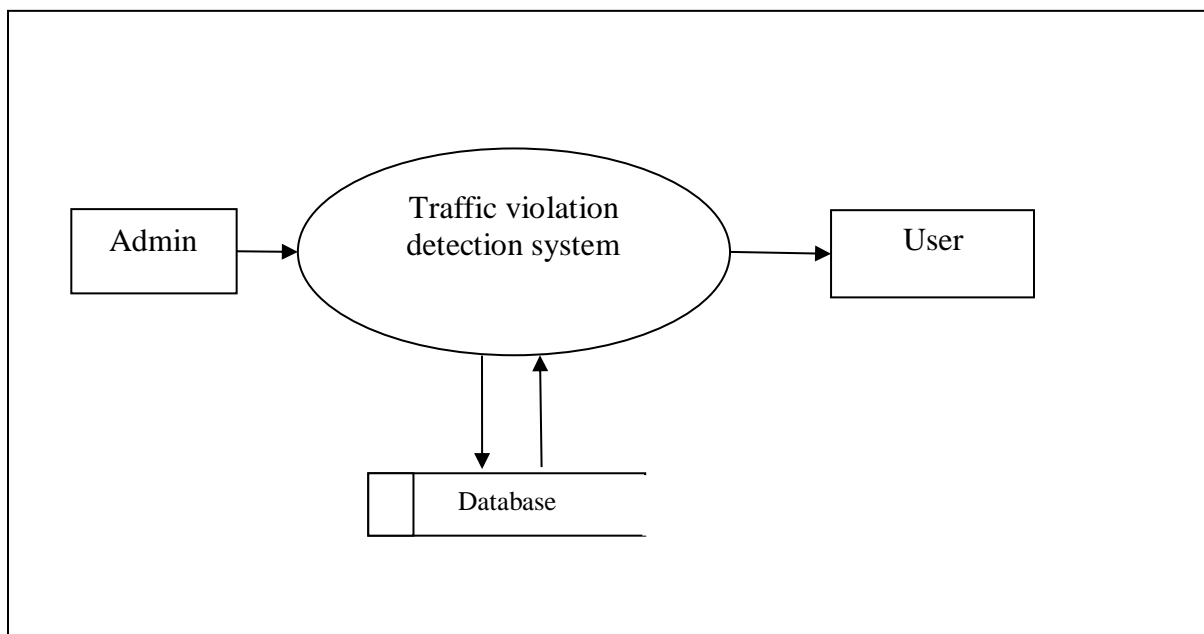 Traffic violation
detection system
Admin
User
Database